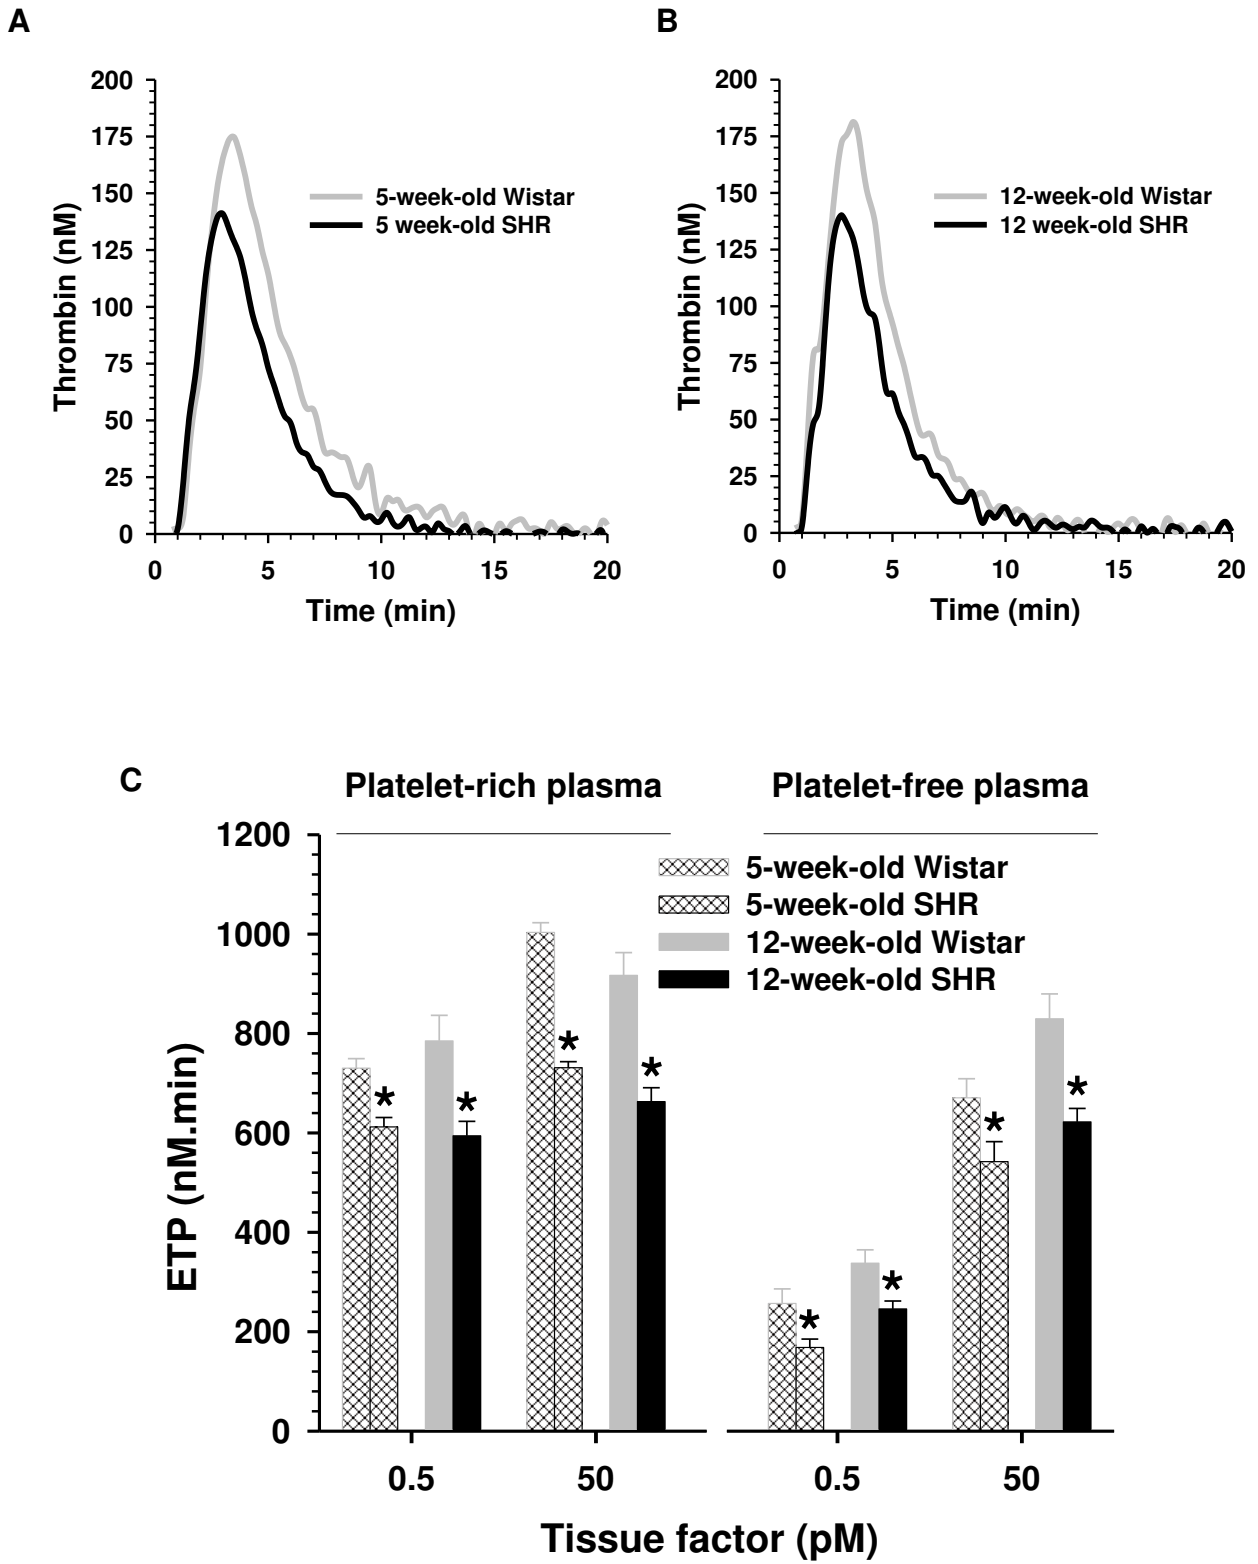 A
200
175
150
125
100
75
50
25
0
Thrombin (nM)
5-week-old Wistar
5 week-old SHR
0 5 10 15 20
Time (min)
B
200
175
150
125
100
75
50
25
0
Thrombin (nM)
12-week-old Wistar
12 week-old SHR
0 5 10 15 20
Time (min)
C
Platelet-rich plasma Platelet-free plasma
1200
1000
800
600
400
200
0
ETP (nM.min)
5-week-old Wistar
5-week-old SHR
12-week-old Wistar
12-week-old SHR
* * * * * * * *
0.5 50 0.5 50
Tissue factor (pM)